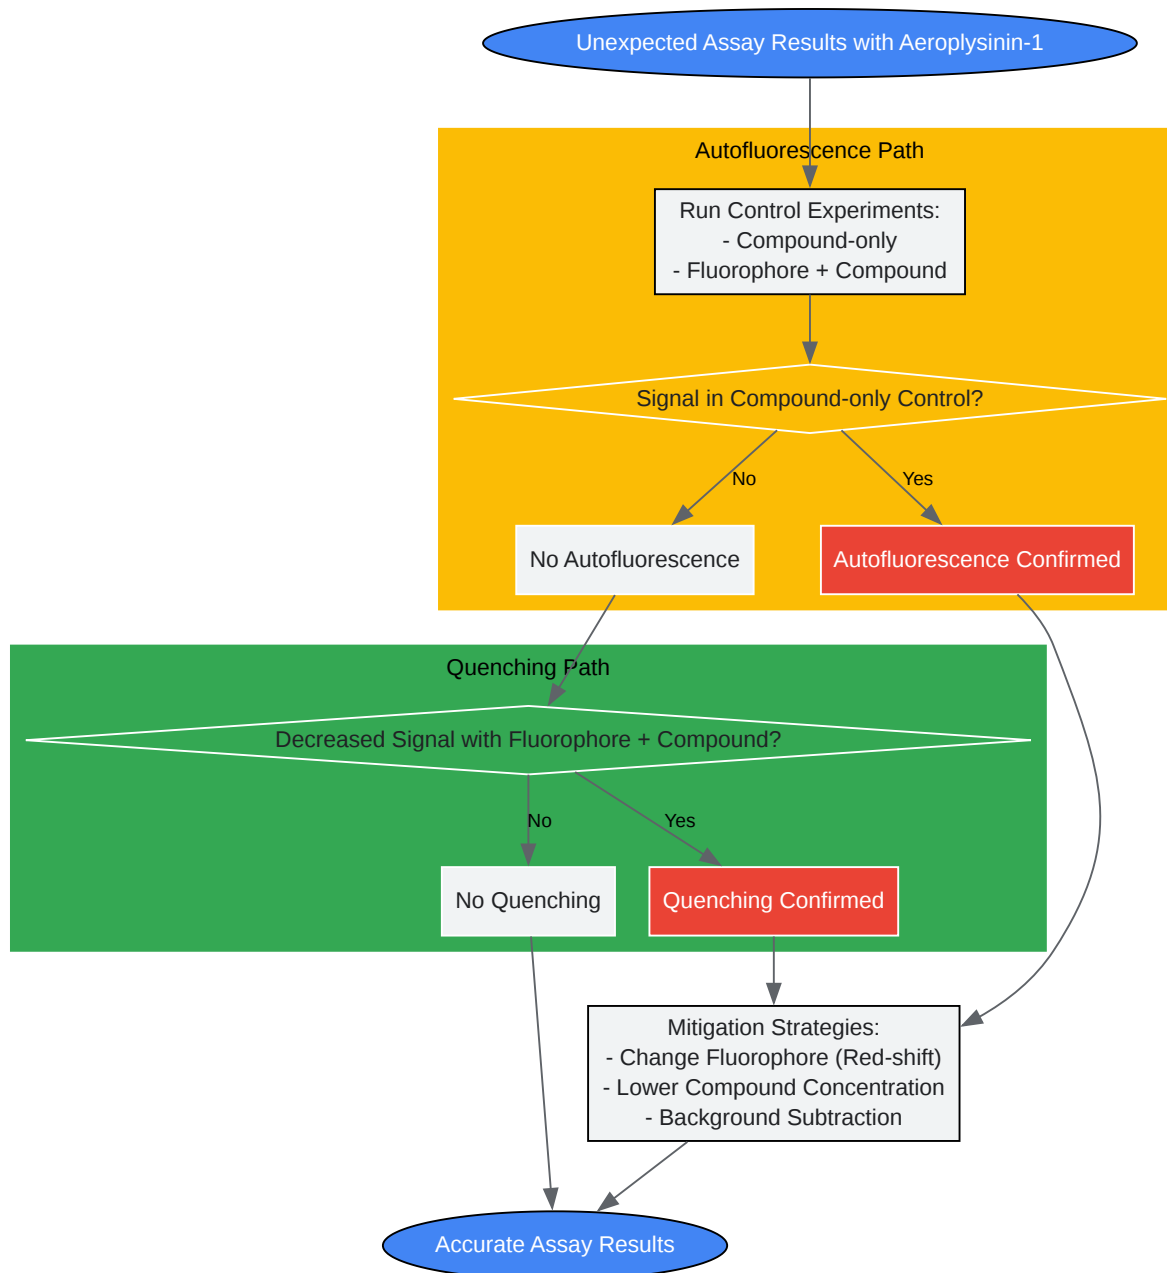 Unexpected Assay Results with Aeroplysinin-1
Autofluorescence Path
Run Control Experiments:
- Compound-only
- Fluorophore + Compound
Signal in Compound-only Control?
No
Yes
No Autofluorescence
Autofluorescence Confirmed
Quenching Path
Decreased Signal with Fluorophore + Compound?
No
Yes
No Quenching
Quenching Confirmed
Mitigation Strategies:
- Change Fluorophore (Red-shift)
- Lower Compound Concentration
- Background Subtraction
Accurate Assay Results